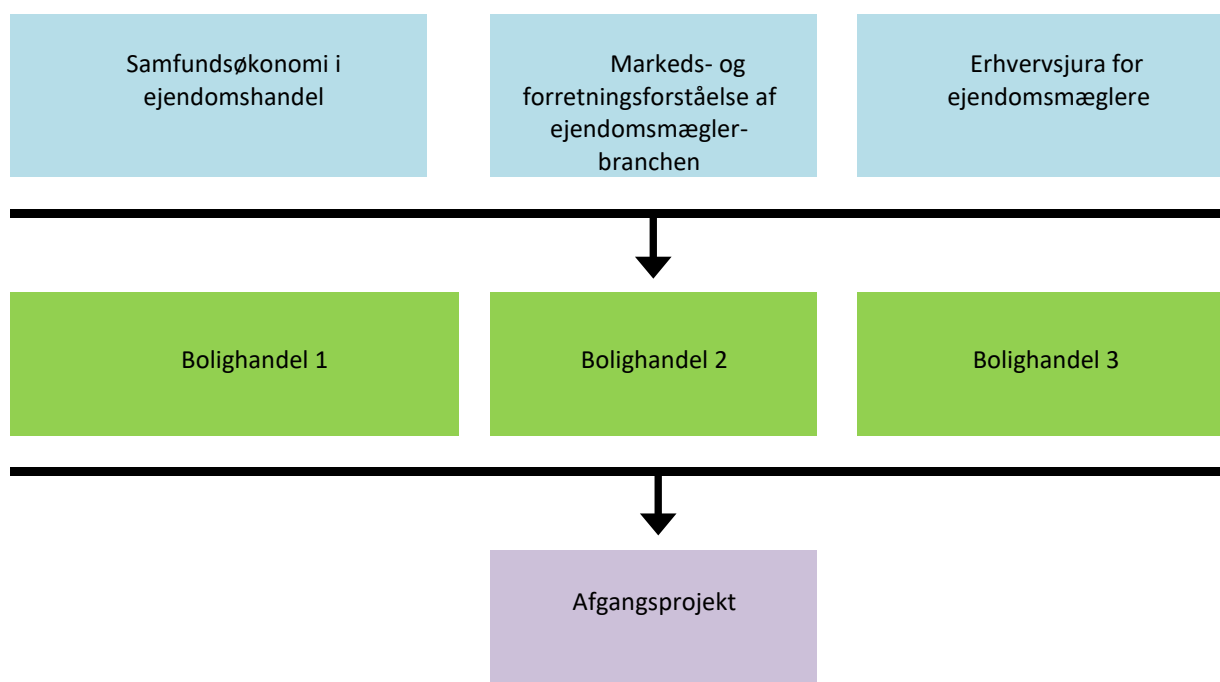 Samfundsøkonomi i
ejendomshandel
Markeds- og
forretningsforståelse af
ejendomsmægler-
branchen
Erhvervsjura for
ejendomsmæglere
Bolighandel 1
Bolighandel 2
Bolighandel 3
Afgangsprojekt